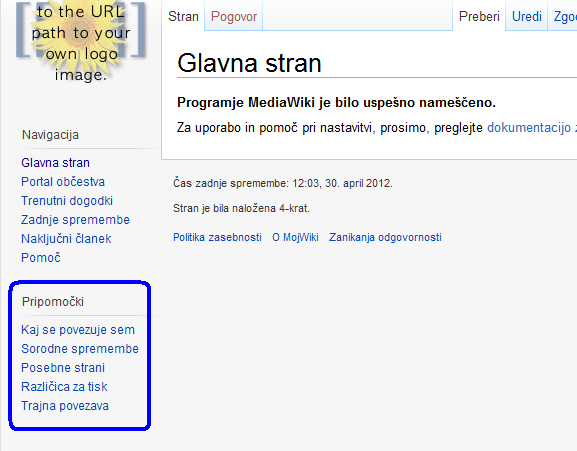 to the URL
path to your
own logo
image.
Stran Pogovor Preberi Uredi Zgo
Glavna stran
Programje MediaWiki je bilo uspešno nameščeno.
Za uporabo in pomoč pri nastavitvi, prosimo, preglejte dokumentacijo z
Čas zadnje spremembe: 12:03, 30. april 2012.
Stran je bila naložena 4-krat.
Politika zasebnosti O MojWiki Zanikanja odgovornosti
Navigacija
Glavna stran
Portal občestva
Trenutni dogodki
Zadnje spremembe
Naključni članek
Pomoč
Pripomočki
Kaj se povezuje sem
Sorodne spremembe
Posebne strani
Različica za tisk
Trajna povezava